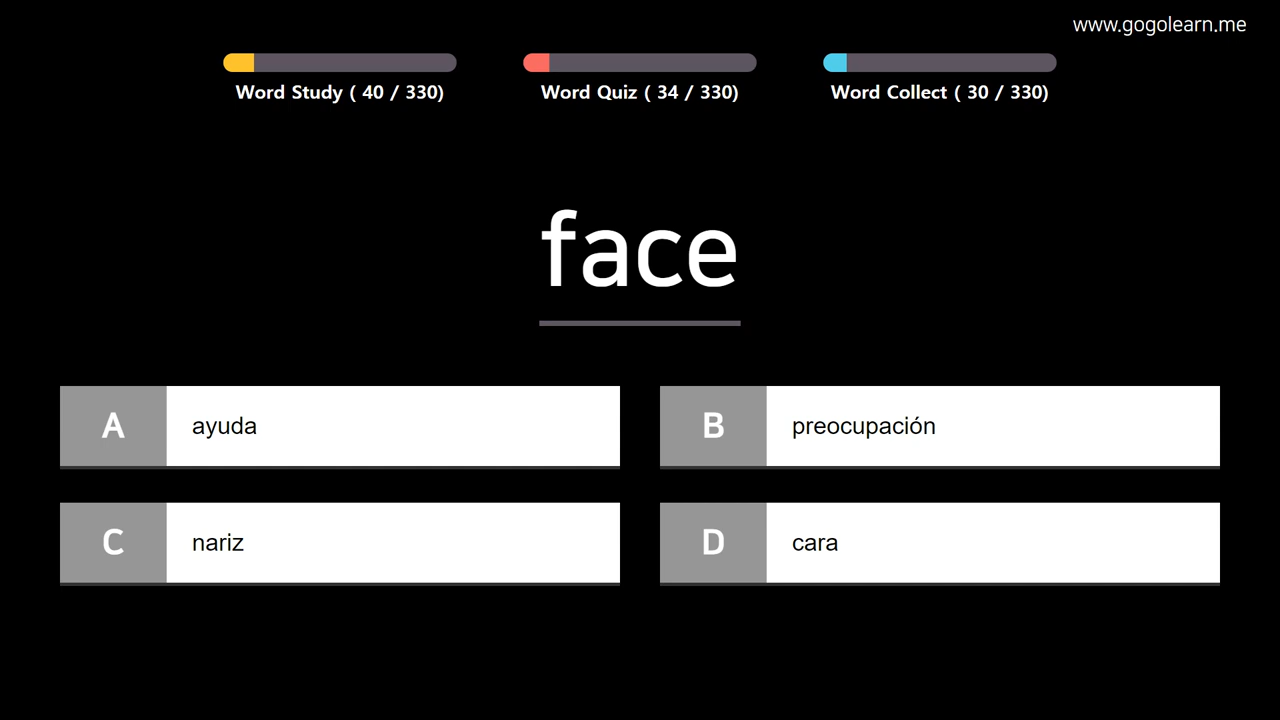 www.gogolearn.me
Word Study ( 40 / 330)
Word Quiz ( 34 / 330)
Word Collect ( 30 / 330)
face
A ayuda
B preocupación
C nariz
D cara